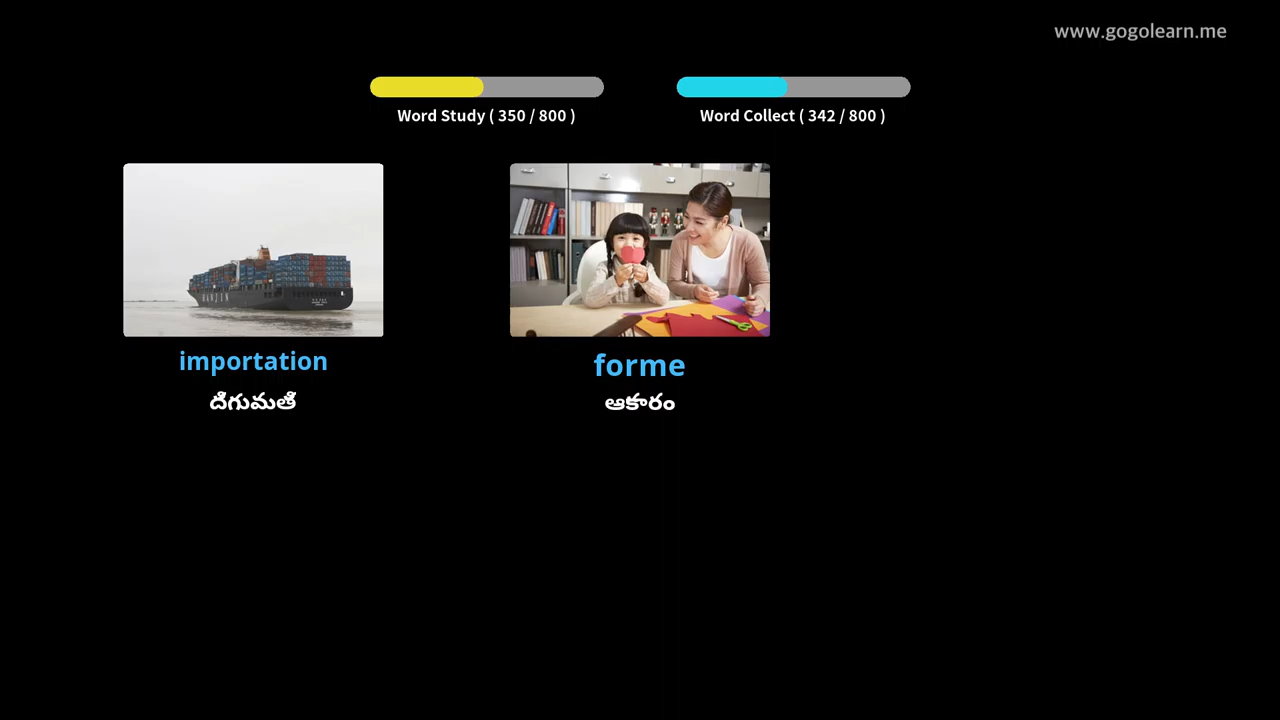 www.gogolearn.me
Word Study ( 350 / 800 )
Word Collect ( 342 / 800 )
importation
దిగుమతి
forme
ఆకారం